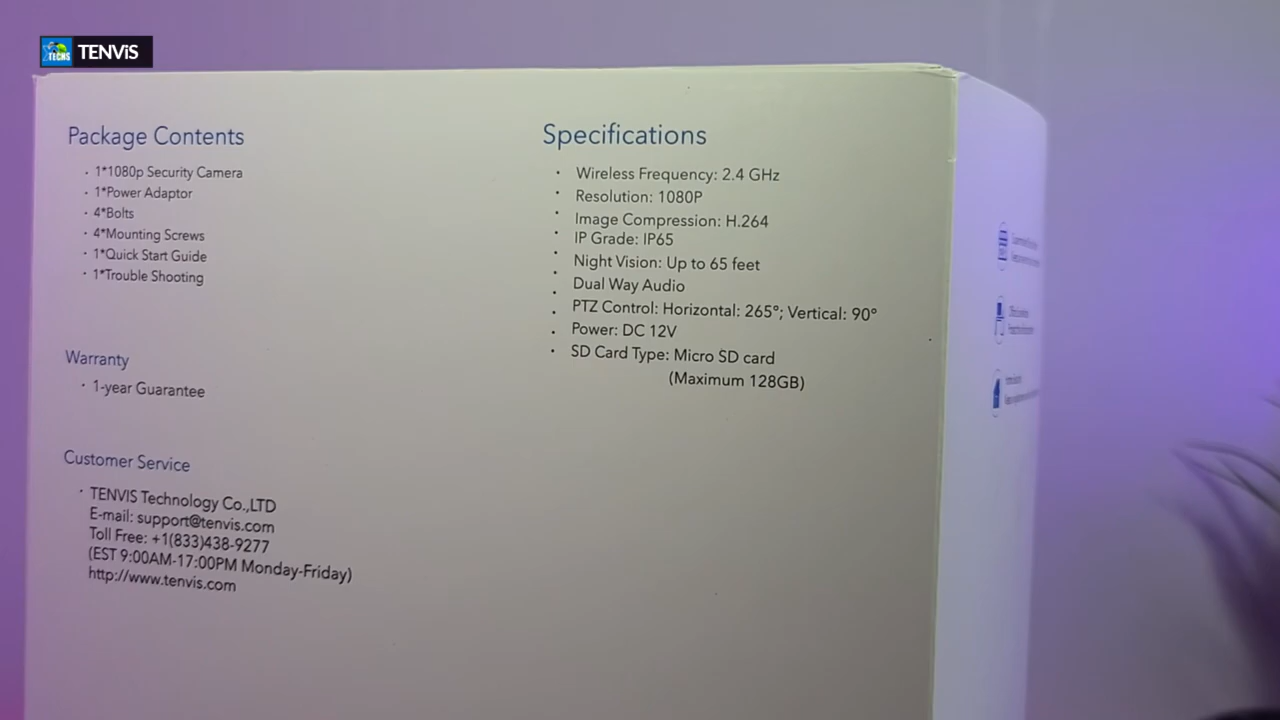 TECHS TENVIS
Package Contents
· 1*1080p Security Camera
· 1*Power Adaptor
· 4*Bolts
· 4*Mounting Screws
· 1*Quick Start Guide
· 1*Trouble Shooting
Warranty
· 1-year Guarantee
Customer Service
· TENVIS Technology Co.,LTD
E-mail: support@tenvis.com
Toll Free: +1(833)438-9277
(EST 9:00AM-17:00PM Monday-Friday)
http://www.tenvis.com
Specifications
· Wireless Frequency: 2.4 GHz
· Resolution: 1080P
· Image Compression: H.264
· IP Grade: IP65
· Night Vision: Up to 65 feet
· Dual Way Audio
· PTZ Control: Horizontal: 265°; Vertical: 90°
· Power: DC 12V
· SD Card Type: Micro SD card
(Maximum 128GB)